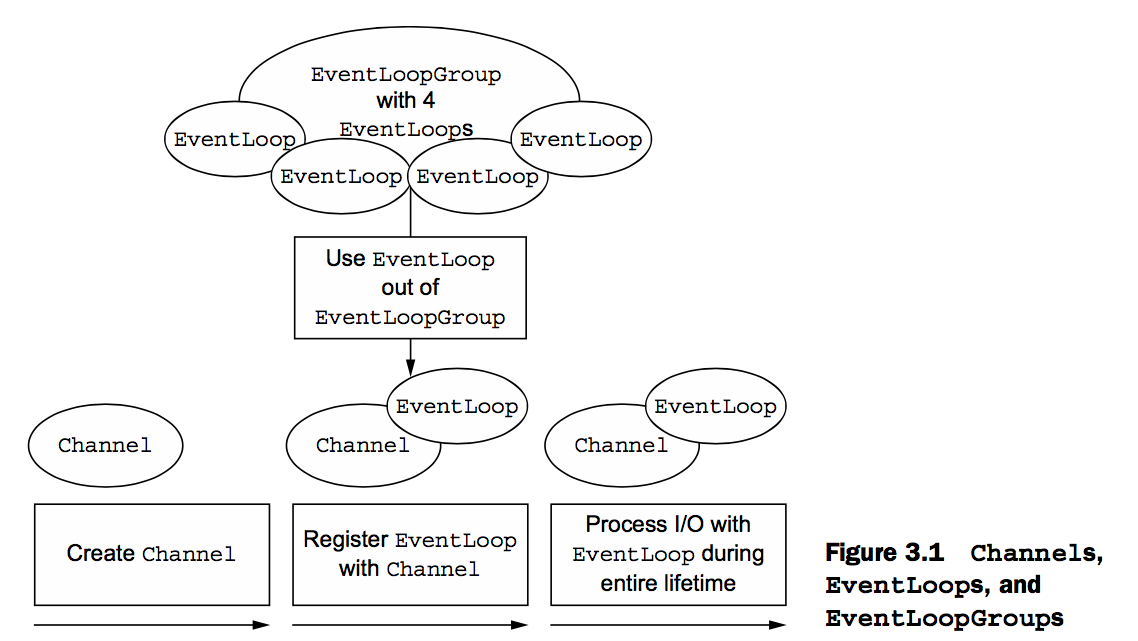 EventLoopGroup
with 4
EventLoops
EventLoop
EventLoop
EventLoop
EventLoop
Use EventLoop
out of
EventLoopGroup
EventLoop
Channel
EventLoop
Channel
Channel
Create Channel
Register EventLoop
with Channel
Process I/O with
EventLoop during
entire lifetime
Figure 3.1 Channels,
EventLoops, and
EventLoopGroups